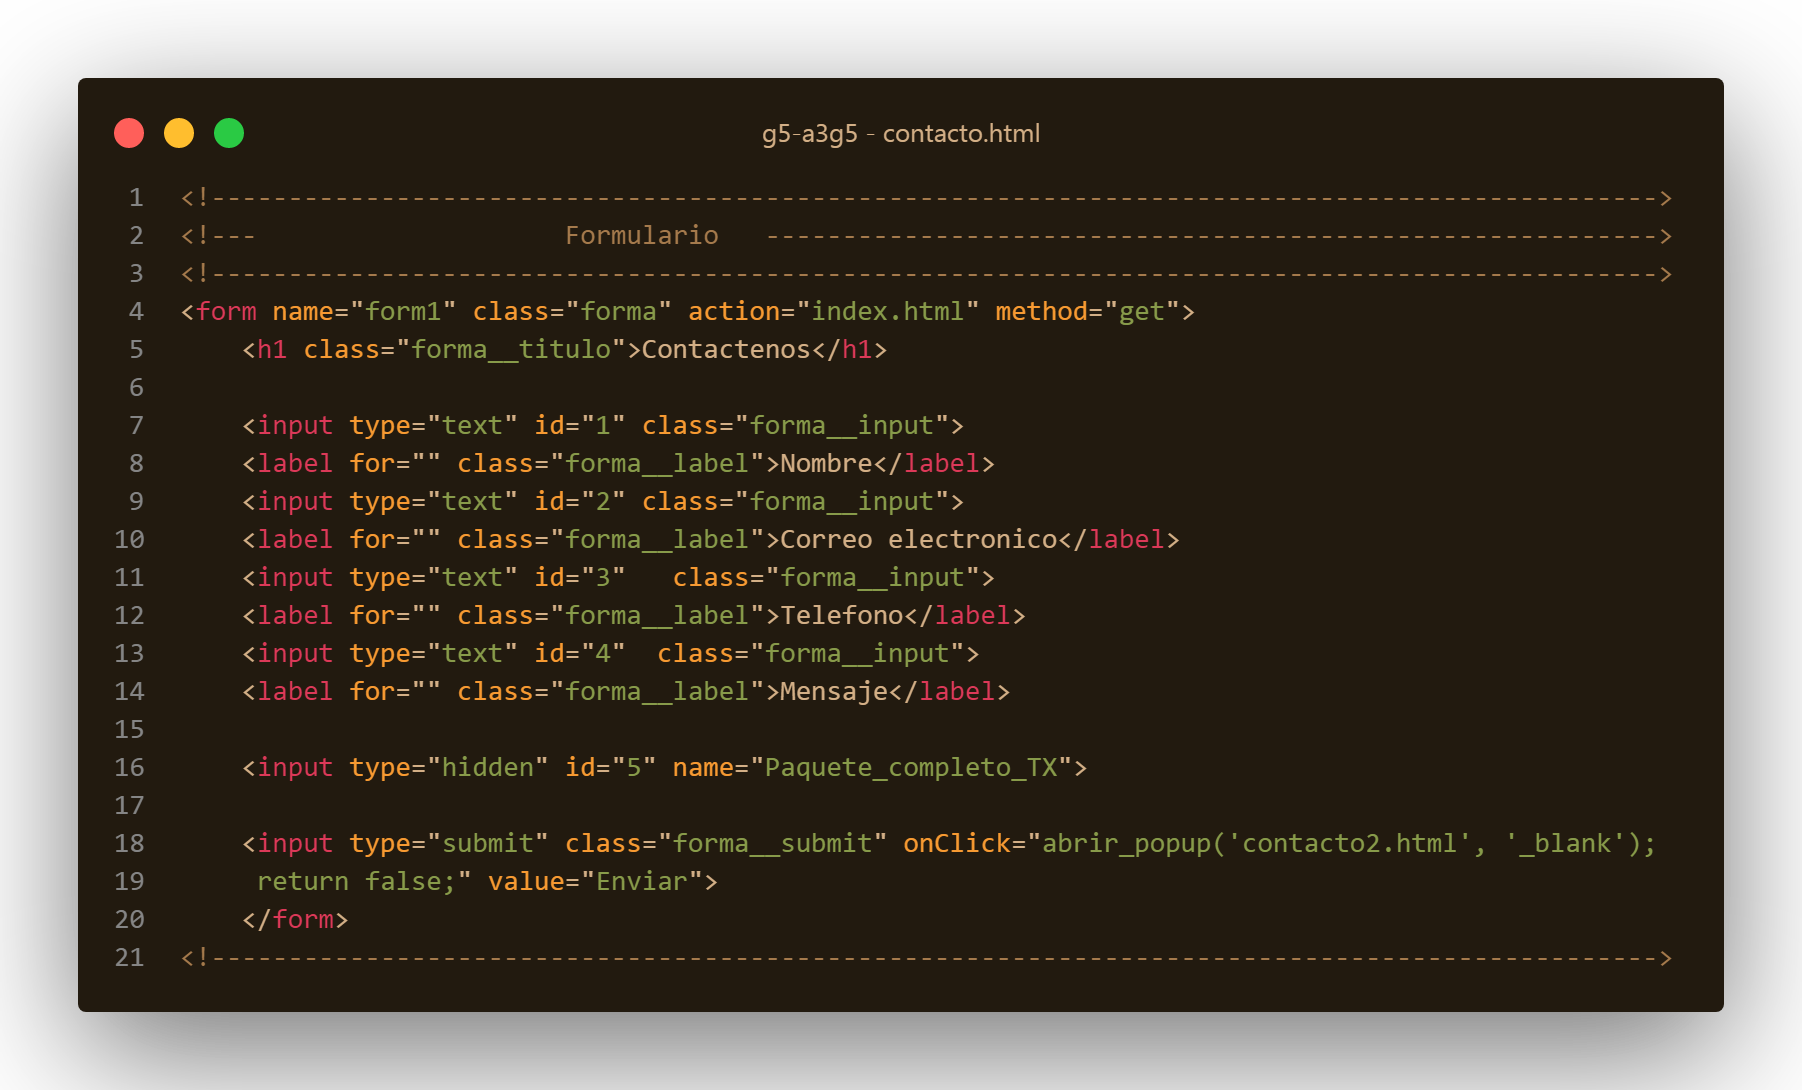 g5-a3g5 - contacto.html
1 <!---------------------------------------------------------------------------------------------->
2 <!---                    Formulario   ---------------------------------------------------------->
3 <!---------------------------------------------------------------------------------------------->
4 <form name="form1" class="forma" action="index.html" method="get">
5     <h1 class="forma__titulo">Contactenos</h1>
6
7     <input type="text" id="1" class="forma__input">
8     <label for="" class="forma__label">Nombre</label>
9     <input type="text" id="2" class="forma__input">
10     <label for="" class="forma__label">Correo electronico</label>
11     <input type="text" id="3"   class="forma__input">
12     <label for="" class="forma__label">Telefono</label>
13     <input type="text" id="4"  class="forma__input">
14     <label for="" class="forma__label">Mensaje</label>
15
16     <input type="hidden" id="5" name="Paquete_completo_TX">
17
18     <input type="submit" class="forma__submit" onClick="abrir_popup('contacto2.html', '_blank');
19      return false;" value="Enviar">
20     </form>
21 <!---------------------------------------------------------------------------------------------->